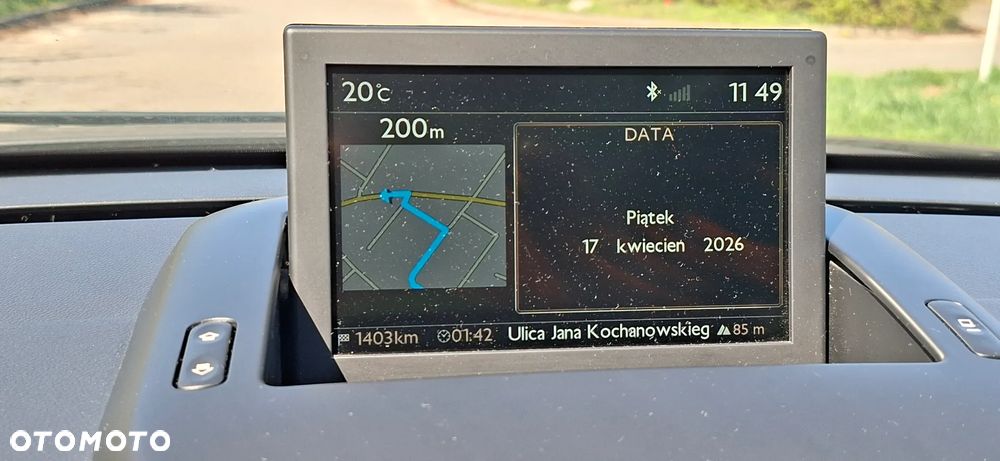 20°C 11 49
200m
DATA
Piątek
17 kwiecien 2026
1403km 01:42 Ulica Jana Kochanowskieg 85 m
OTOMOTO